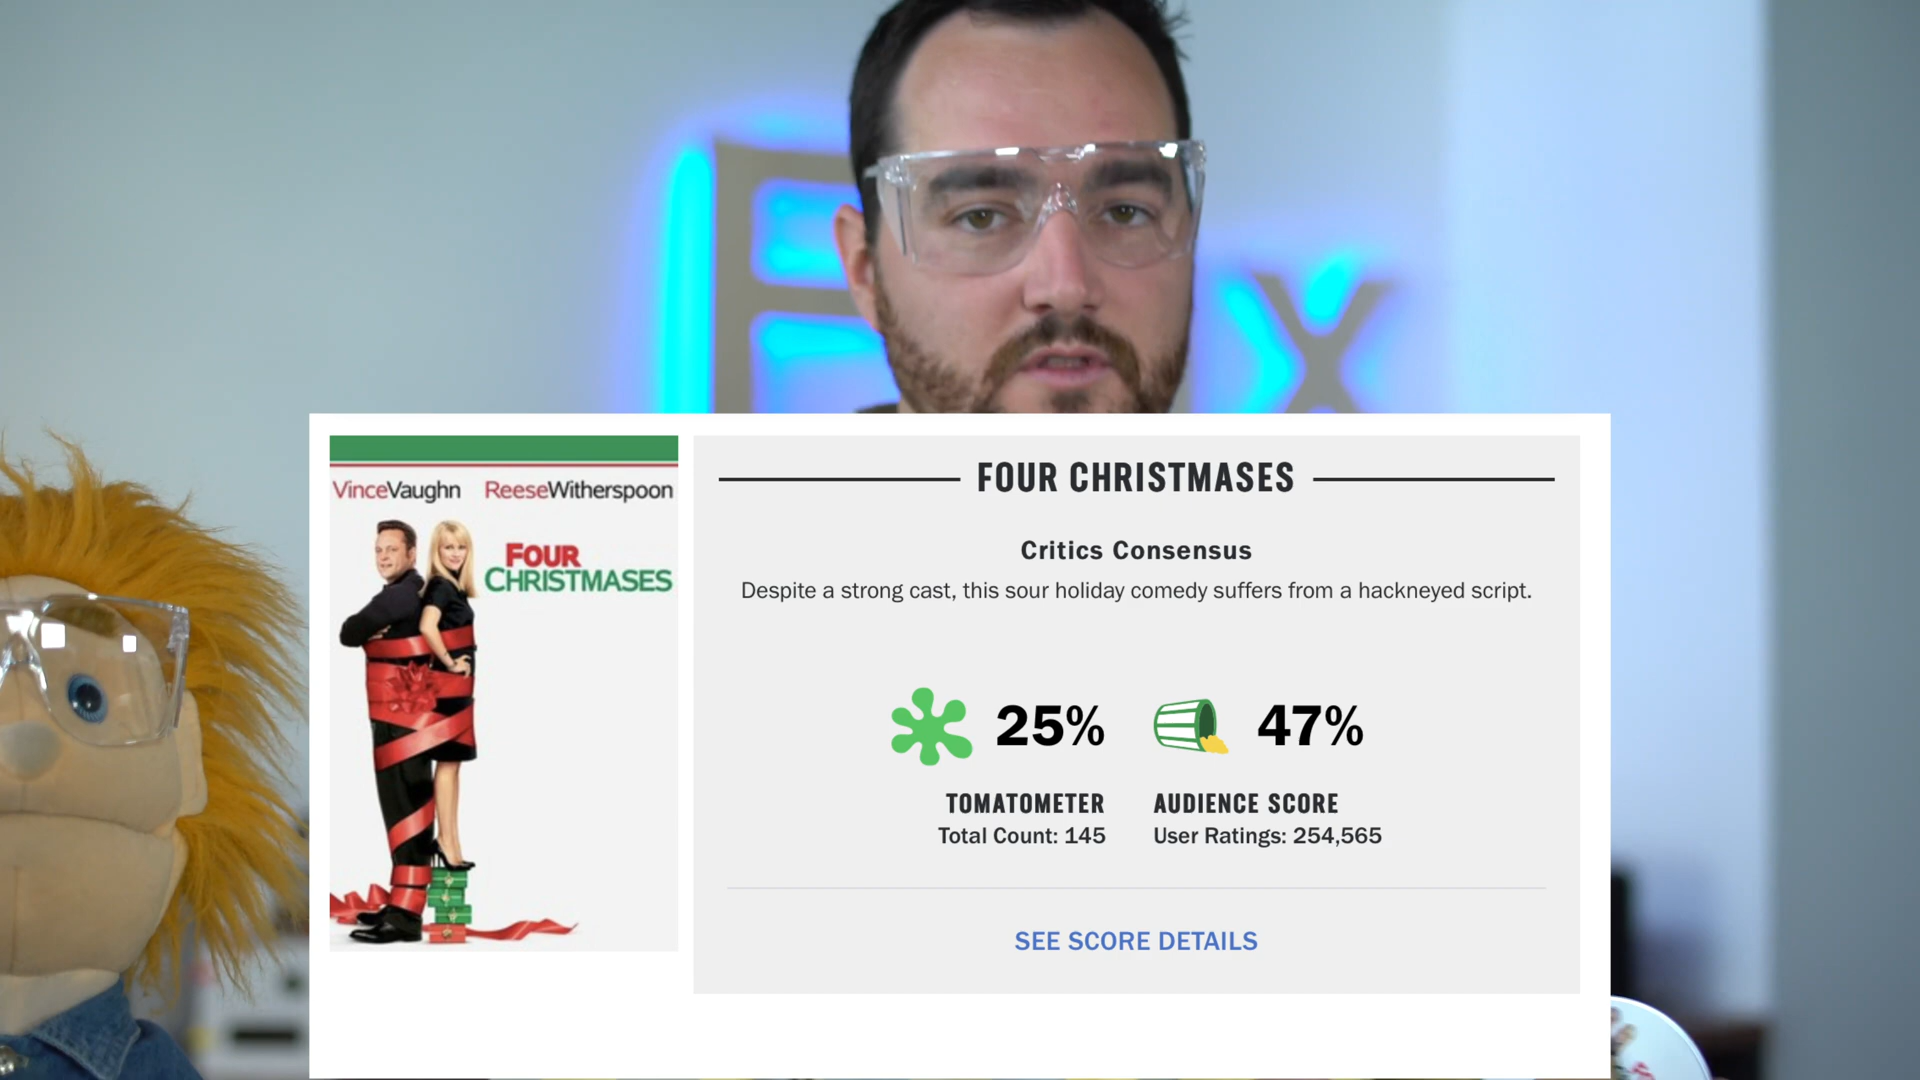 VinceVaughn ReeseWitherspoon
FOUR
CHRISTMASES
FOUR CHRISTMASES
Critics Consensus
Despite a strong cast, this sour holiday comedy suffers from a hackneyed script.
25% 47%
TOMATOMETER AUDIENCE SCORE
Total Count: 145 User Ratings: 254,565
SEE SCORE DETAILS